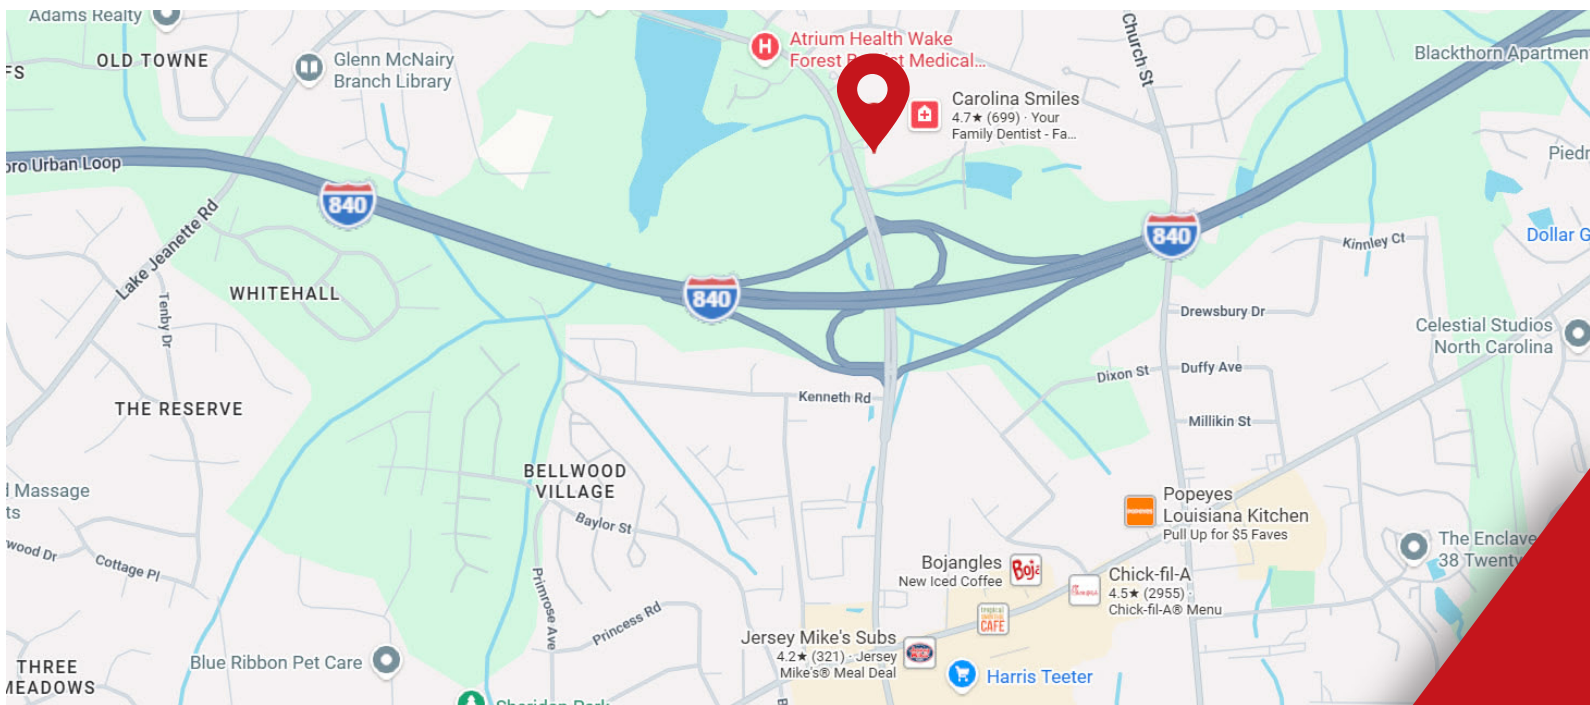 Adams Realty
OLD TOWNE
Glenn McNairy
Branch Library
Atrium Health Wake
Forest Medical...
Church St
Blackthorn Apartmen
FS
Carolina Smiles
4.7★ (699) · Your
Family Dentist - Fa...
oro Urban Loop
Piedr
840
840
840
Lake Jeanette Rd
Kinnley Ct
Dollar G
WHITEHALL
Tenby Dr
Drewsbury Dr
Celestial Studios
North Carolina
Dixon St
Duffy Ave
Kenneth Rd
THE RESERVE
Millikin St
BELLWOOD
VILLAGE
Massage
ts
Baylor St
Popeyes
Louisiana Kitchen
Pull Up for $5 Faves
wood Dr
Cottage Pl
The Enclave
38 Twenty
Bojangles
New Iced Coffee
Boja
Chick-fil-A
4.5★ (2955) ·
Chick-fil-A® Menu
Primrose Ave
Princess Rd
CAFE
Jersey Mike's Subs
4.2★ (321) · Jersey
Mike's® Meal Deal
Blue Ribbon Pet Care
Harris Teeter
THREE
MEADOWS
Sheridan Park